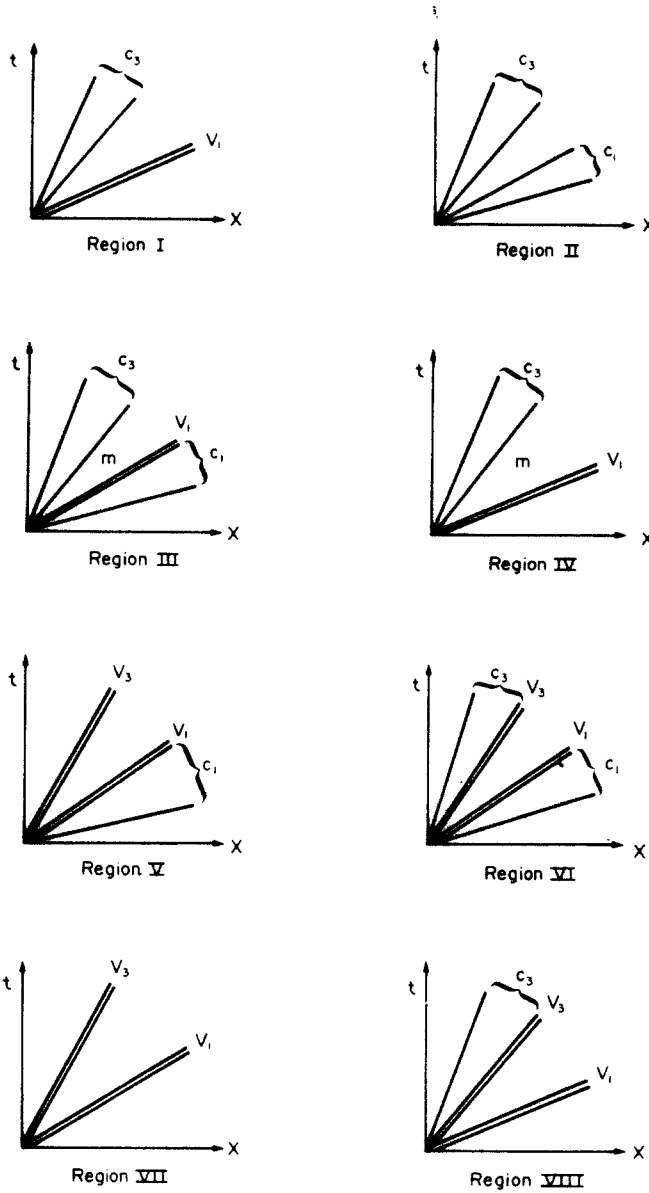 t
c₃
V₁
X
Region I
t
c₃
c₁
X
Region II
t
c₃
V₁
m
c₁
X
Region III
t
c₃
m
V₁
X
Region IV
t
V₃
V₁
c₁
X
Region V
t
c₃
V₃
V₁
c₁
X
Region VI
t
V₃
V₁
X
Region VII
t
c₃
V₃
V₁
X
Region VIII